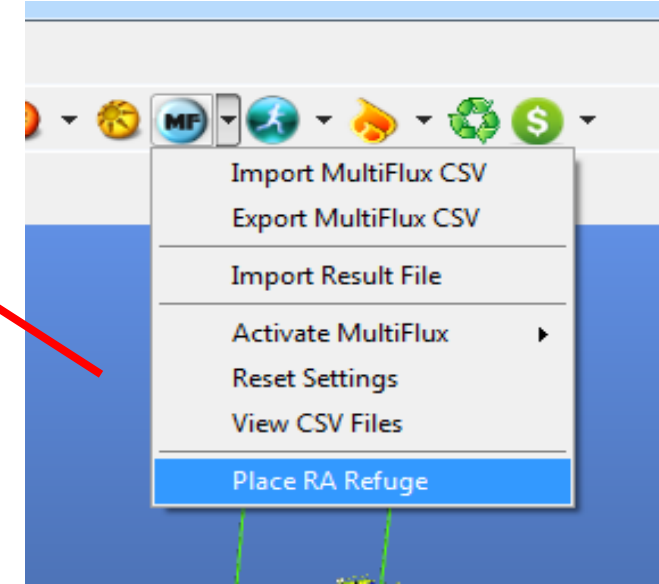 MF
$
Import MultiFlux CSV
Export MultiFlux CSV
Import Result File
Activate MultiFlux
Reset Settings
View CSV Files
Place RA Refuge